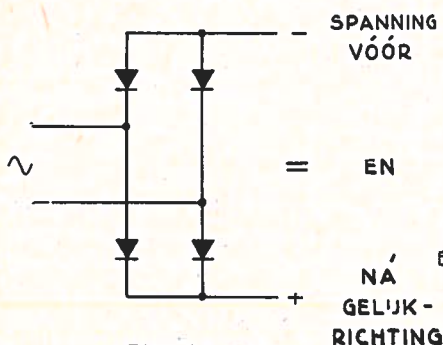 - SPANNING
VÓÓR
~ = EN
NÁ
+ GELIJK-
RICHTING